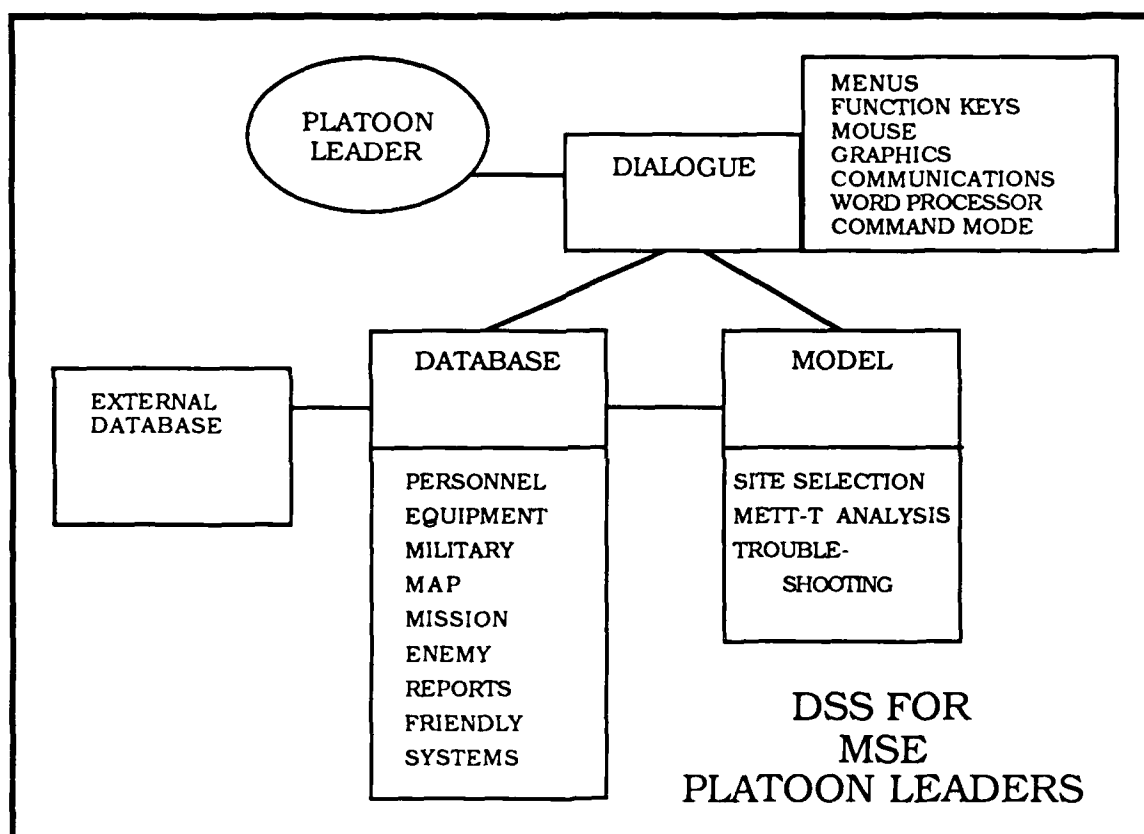 PLATOON
LEADER
DIALOGUE
MENUS
FUNCTION KEYS
MOUSE
GRAPHICS
COMMUNICATIONS
WORD PROCESSOR
COMMAND MODE
EXTERNAL
DATABASE
DATABASE
PERSONNEL
EQUIPMENT
MILITARY
MAP
MISSION
ENEMY
REPORTS
FRIENDLY
SYSTEMS
MODEL
SITE SELECTION
METT-T ANALYSIS
TROUBLE-
SHOOTING
DSS FOR
MSE
PLATOON LEADERS